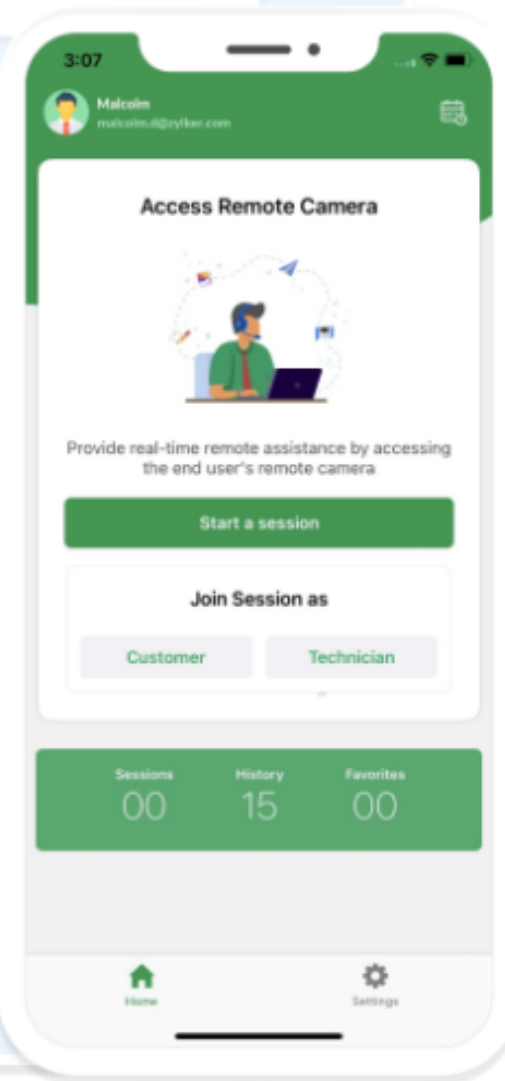 3:07
Malcolm
malcolm.d@zylker.com
Access Remote Camera
Provide real-time remote assistance by accessing
the end user's remote camera
Start a session
Join Session as
Customer Technician
Sessions History Favorites
00 15 00
Home Settings